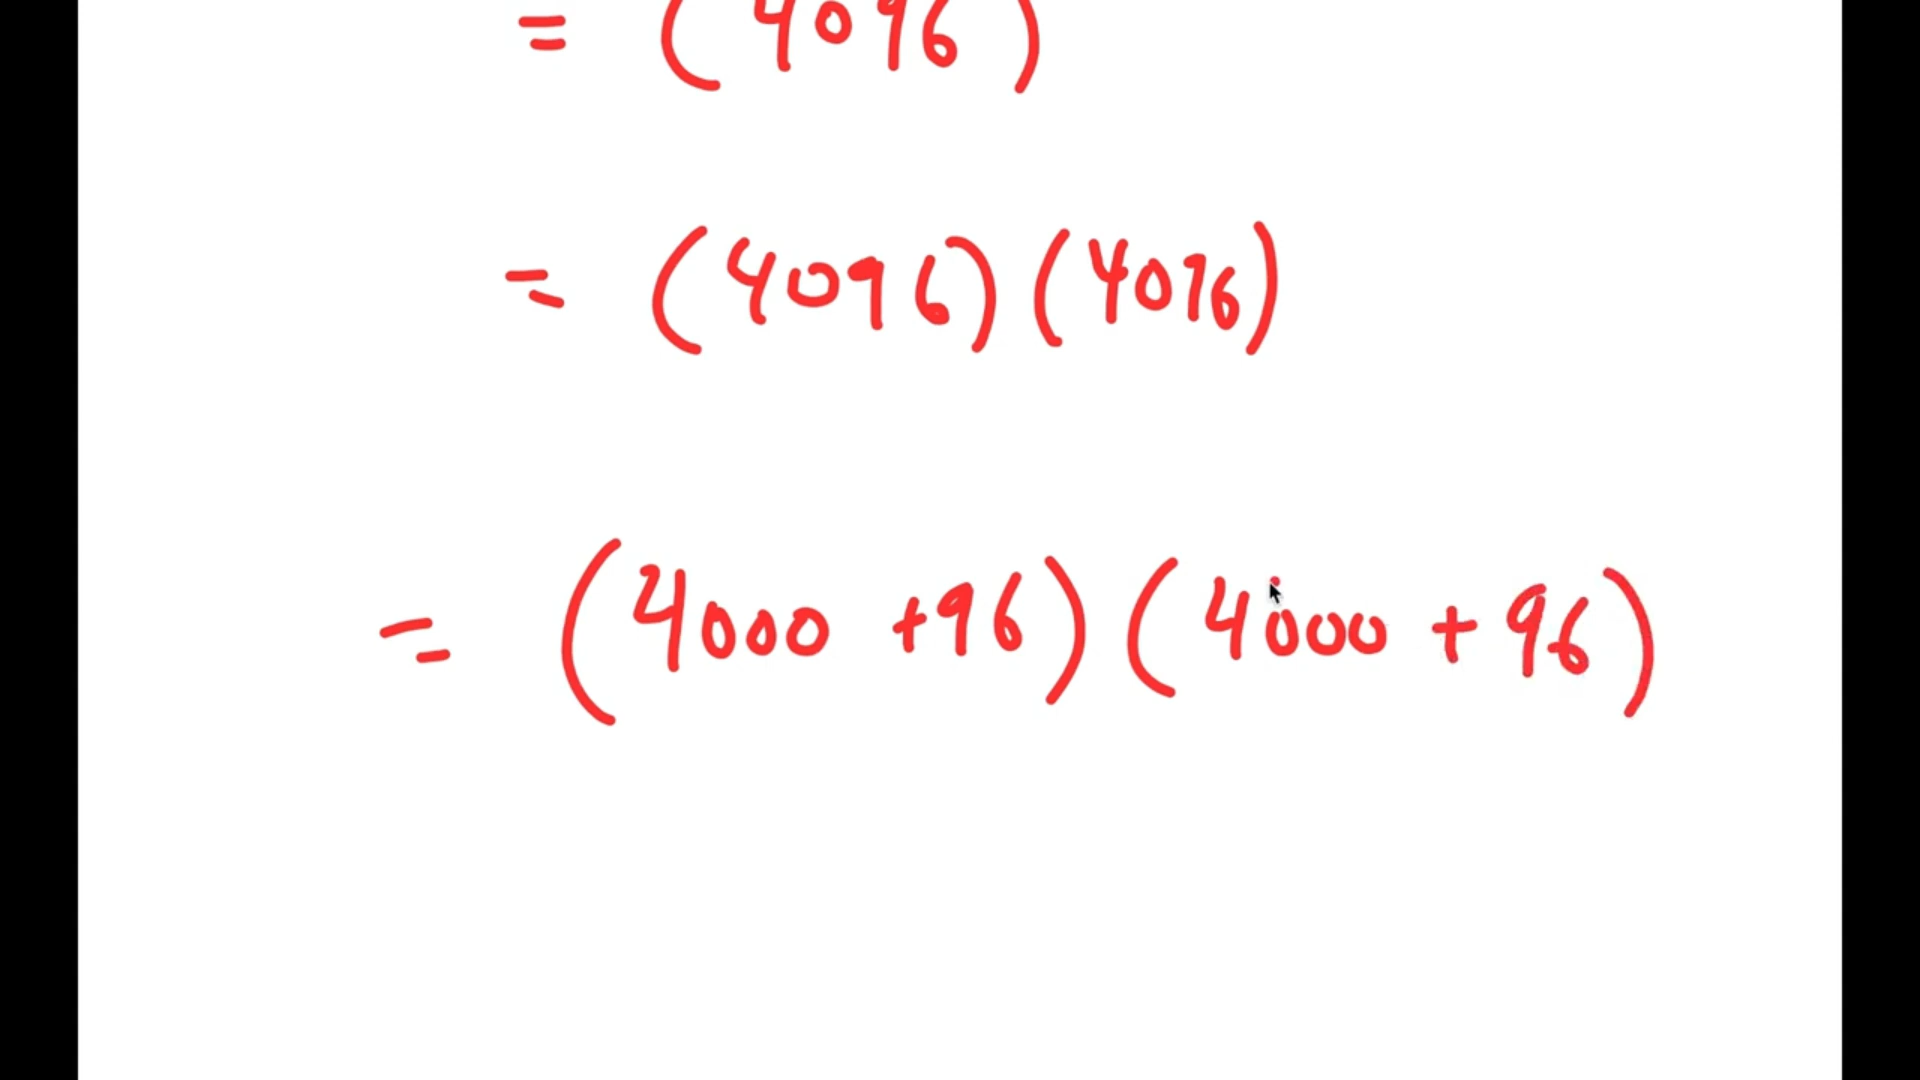 = (4096)
= (4096)(4096)
= (4000 +96)(4000 + 96)